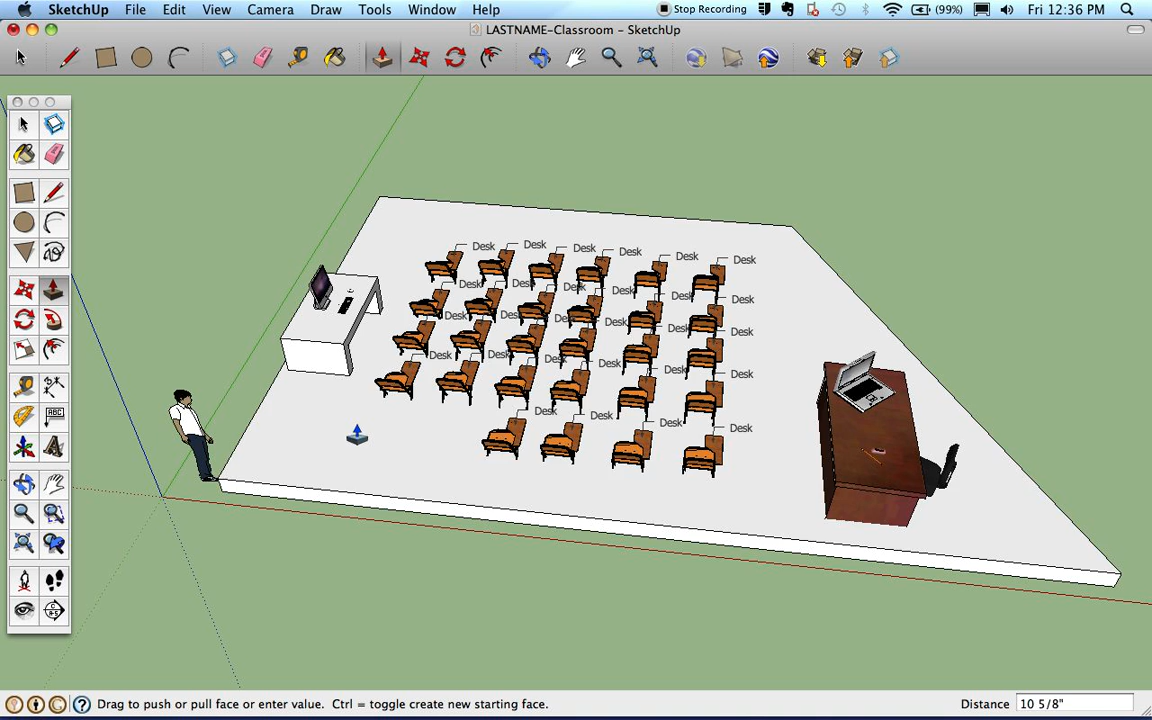 SketchUp File Edit View Camera Draw Tools Window Help Stop Recording (99%) Fri 12:36 PM
LASTNAME-Classroom – SketchUp
ABC
Desk Desk Desk Desk Desk Desk
Desk Desk Desk Desk Desk Desk
Desk Desk Desk Desk Desk Desk
Desk Desk Desk Desk Desk Desk
Desk Desk Desk Desk
Drag to push or pull face or enter value. Ctrl = toggle create new starting face. Distance 10 5/8"